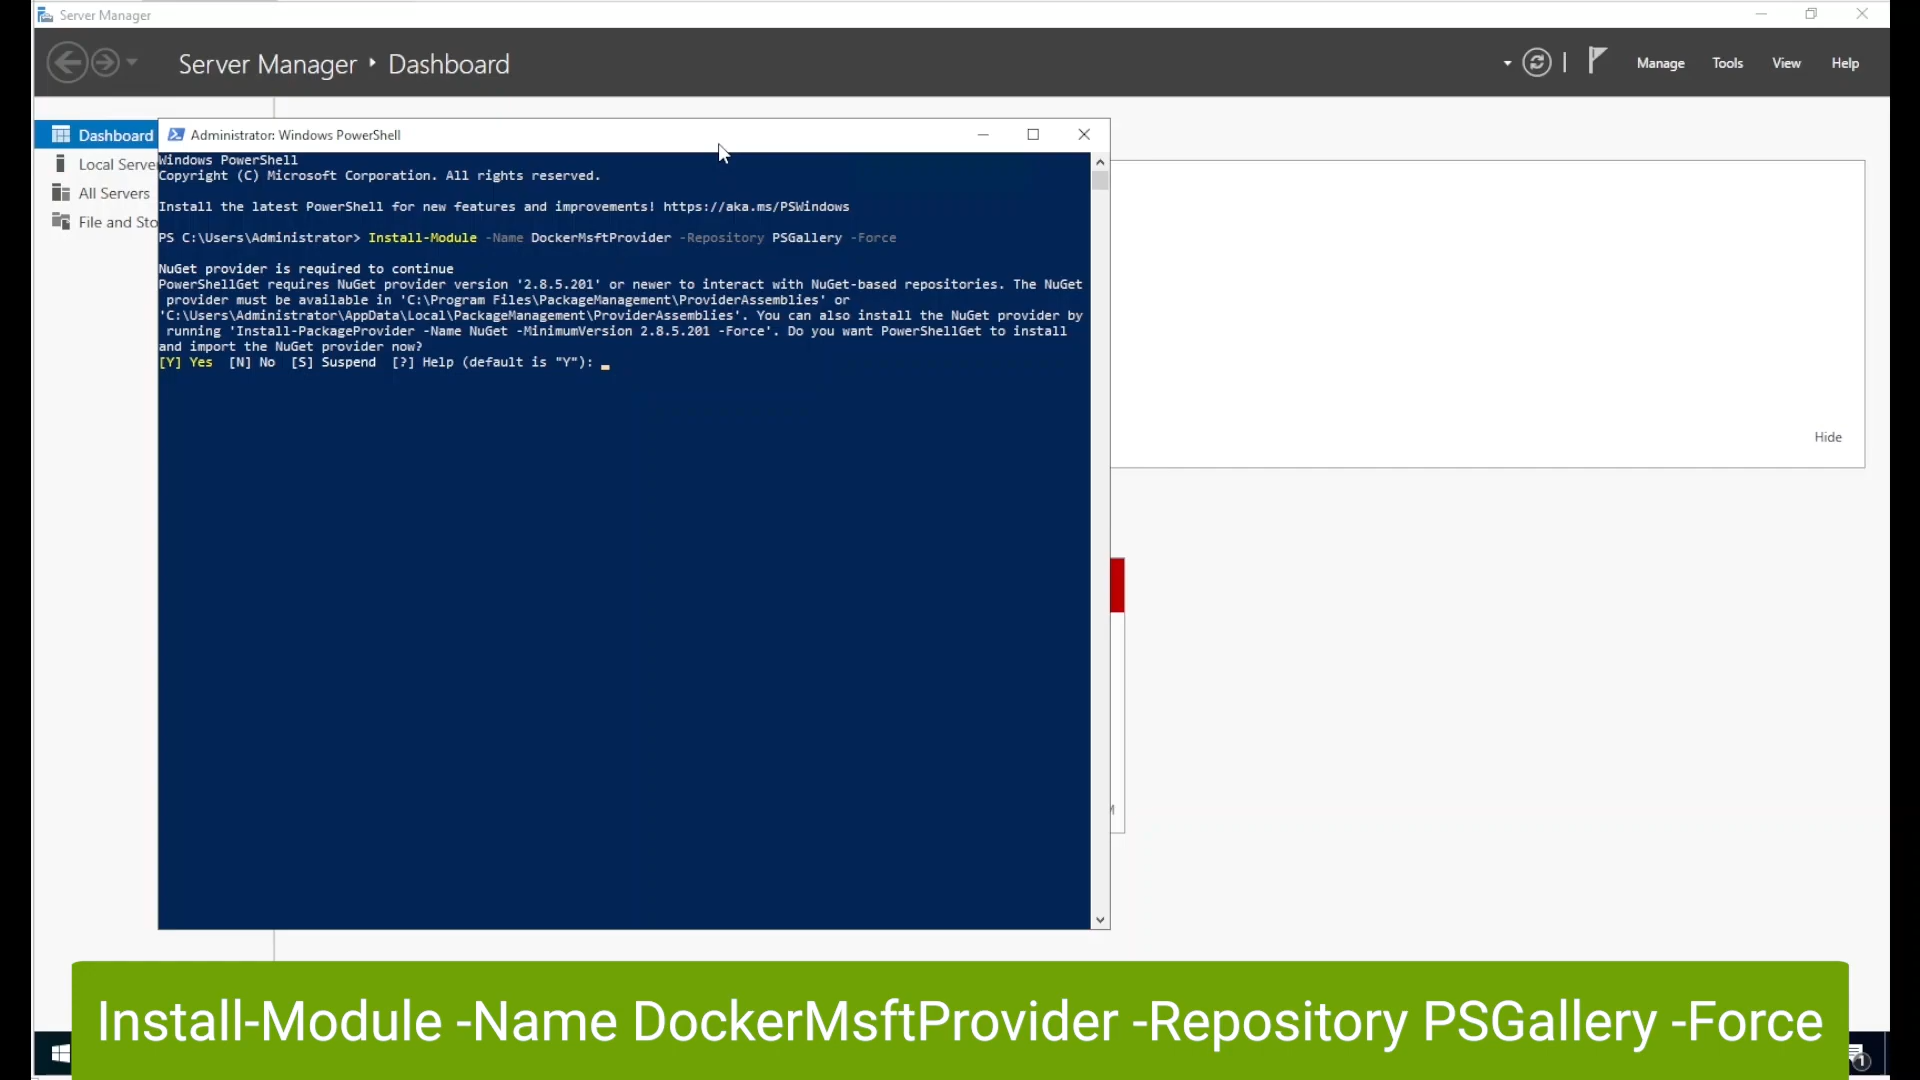 Server Manager
Server Manager • Dashboard
Manage Tools View Help
Dashboard
Local Serve
All Servers
File and Sto
Administrator: Windows PowerShell
Windows PowerShell
Copyright (C) Microsoft Corporation. All rights reserved.
Install the latest PowerShell for new features and improvements! https://aka.ms/PSWindows
PS C:\Users\Administrator> Install-Module -Name DockerMsftProvider -Repository PSGallery -Force
NuGet provider is required to continue
PowerShellGet requires NuGet provider version '2.8.5.201' or newer to interact with NuGet-based repositories. The NuGet
provider must be available in 'C:\Program Files\PackageManagement\ProviderAssemblies' or
'C:\Users\Administrator\AppData\Local\PackageManagement\ProviderAssemblies'. You can also install the NuGet provider by
running 'Install-PackageProvider -Name NuGet -MinimumVersion 2.8.5.201 -Force'. Do you want PowerShellGet to install
and import the NuGet provider now?
[Y] Yes [N] No [S] Suspend [?] Help (default is "Y"):
Hide
Install-Module -Name DockerMsftProvider -Repository PSGallery -Force
1